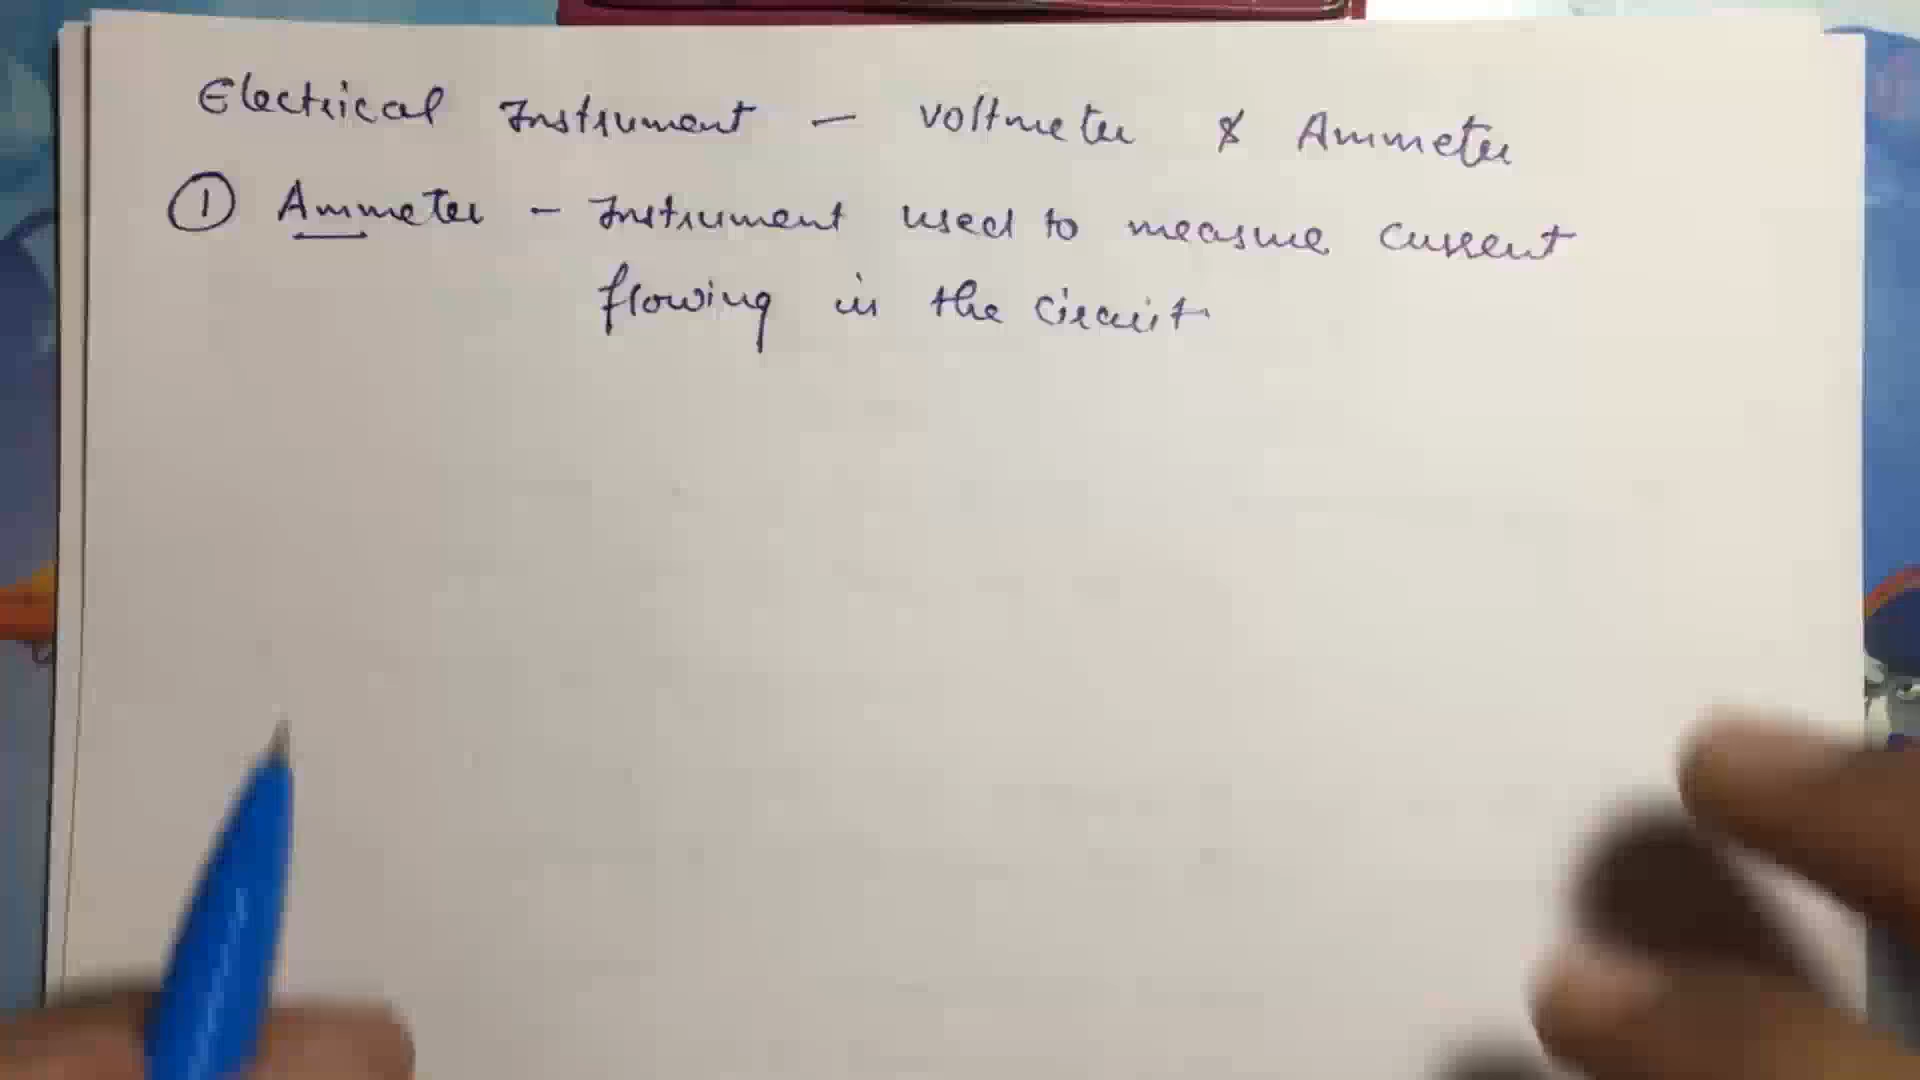 Electrical Instrument - Voltmeter & Ammeter
① Ammeter - Instrument used to measure current
flowing in the circuit.